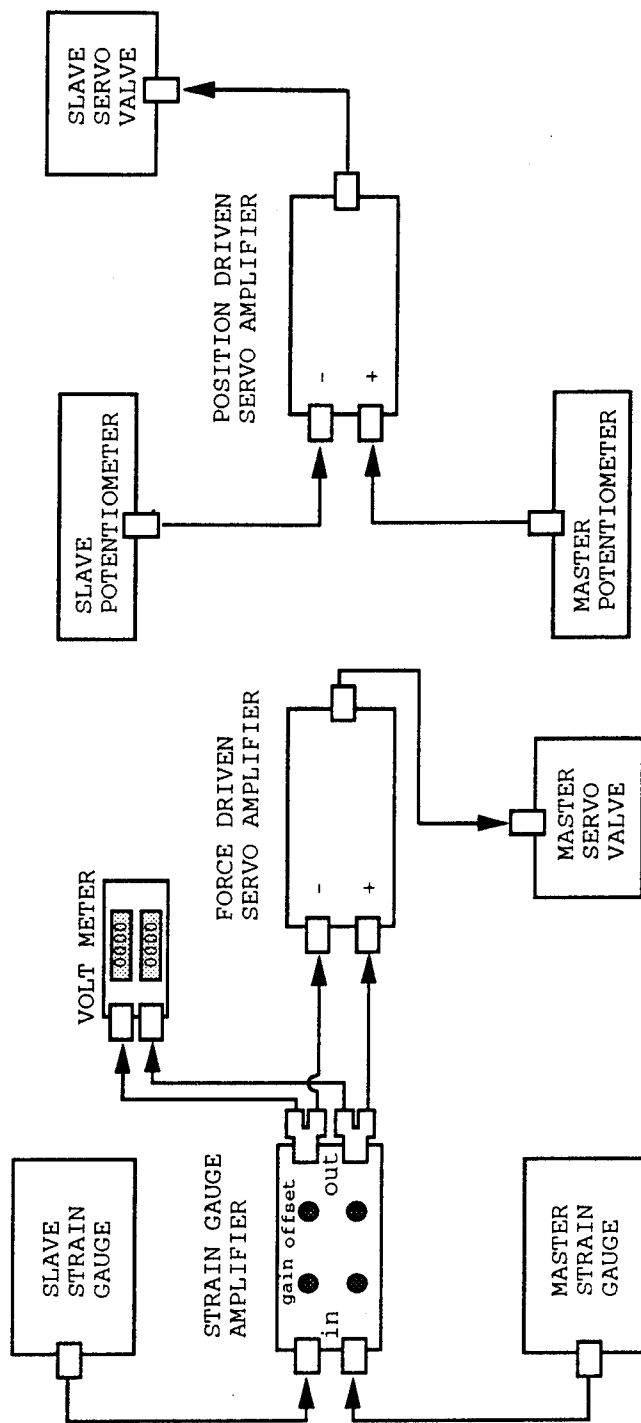 SLAVE
STRAIN
GAUGE
STRAIN GAUGE
AMPLIFIER
gain offset
in
out
MASTER
STRAIN
GAUGE
VOLT METER
0000
0000
FORCE DRIVEN
SERVO AMPLIFIER
-
+
MASTER
SERVO
VALVE
SLAVE
POTENTIOMETER
POSITION DRIVEN
SERVO AMPLIFIER
-
+
MASTER
POTENTIOMETER
SLAVE
SERVO
VALVE